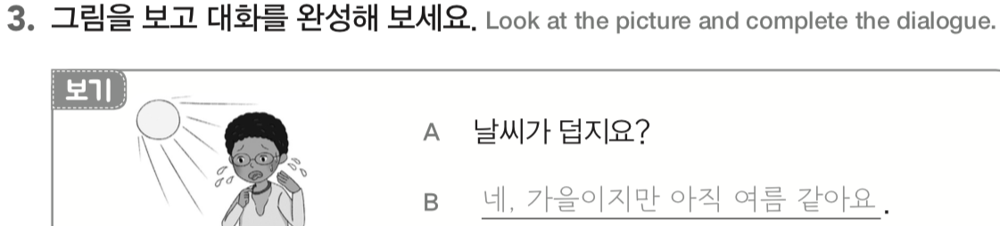 3. 그림을 보고 대화를 완성해 보세요. Look at the picture and complete the dialogue.
보기
A 날씨가 덥지요?
B 네, 가을이지만 아직 여름 같아요.